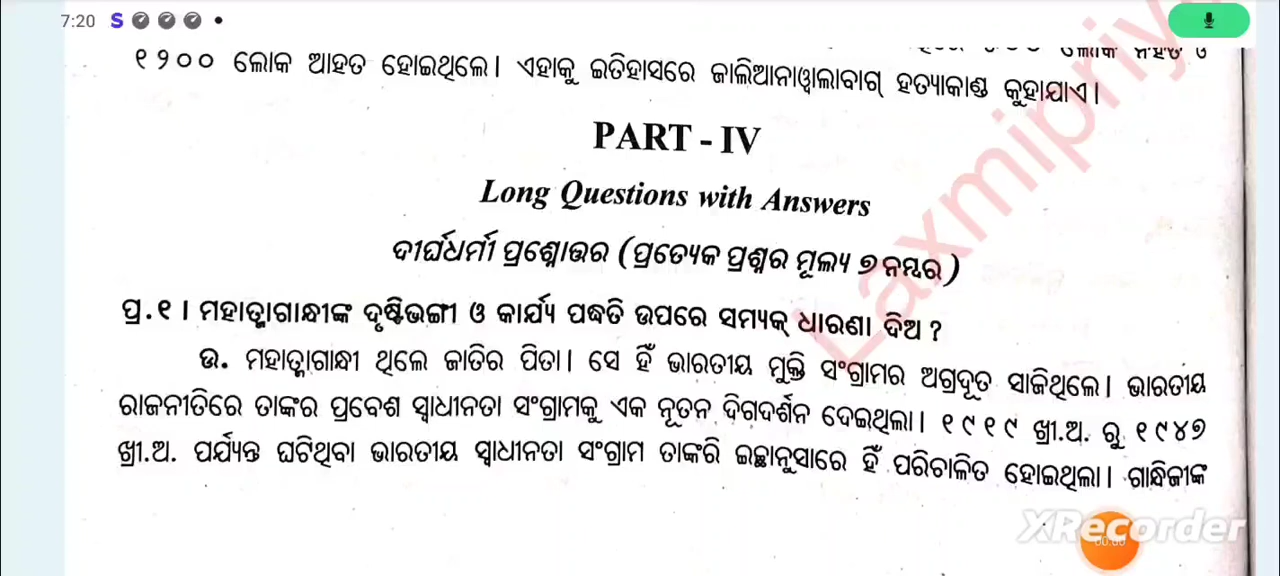 7:20 S
୧୨୦୦ ଲୋକ ଆହତ ହୋଇଥିଲେ। ଏହାକୁ ଇତିହାସରେ ଜାଲିଆନାୱାଲାବାଗ୍ ହତ୍ୟାକାଣ୍ଡ କୁହାଯାଏ।
PART - IV
Long Questions with Answers
ଦୀର୍ଘଧର୍ମୀ ପ୍ରଶ୍ନୋତ୍ତର (ପ୍ରତ୍ୟେକ ପ୍ରଶ୍ନର ମୂଲ୍ୟ ୭ ନମ୍ବର)
ପ୍ର.୧। ମହାତ୍ମାଗାନ୍ଧୀଙ୍କ ଦୃଷ୍ଟିଭଙ୍ଗୀ ଓ କାର୍ଯ୍ୟ ପଦ୍ଧତି ଉପରେ ସମ୍ୟକ୍ ଧାରଣା ଦିଅ ?
ଉ. ମହାତ୍ମାଗାନ୍ଧୀ ଥିଲେ ଜାତିର ପିତା। ସେ ହିଁ ଭାରତୀୟ ମୁକ୍ତି ସଂଗ୍ରାମର ଅଗ୍ରଦୂତ ସାଜିଥିଲେ। ଭାରତୀୟ
ରାଜନୀତିରେ ତାଙ୍କର ପ୍ରବେଶ ସ୍ୱାଧୀନତା ସଂଗ୍ରାମକୁ ଏକ ନୂତନ ଦିଗଦର୍ଶନ ଦେଇଥିଲା। ୧୯୧୯ ଖ୍ରୀ.ଅ. ରୁ ୧୯୪୭
ଖ୍ରୀ.ଅ. ପର୍ଯ୍ୟନ୍ତ ଘଟିଥିବା ଭାରତୀୟ ସ୍ୱାଧୀନତା ସଂଗ୍ରାମ ତାଙ୍କରି ଇଚ୍ଛାନୁସାରେ ହିଁ ପରିଚାଳିତ ହୋଇଥିଲା। ଗାନ୍ଧିଜୀଙ୍କ
Laxmipriy
XRecorder
00:00